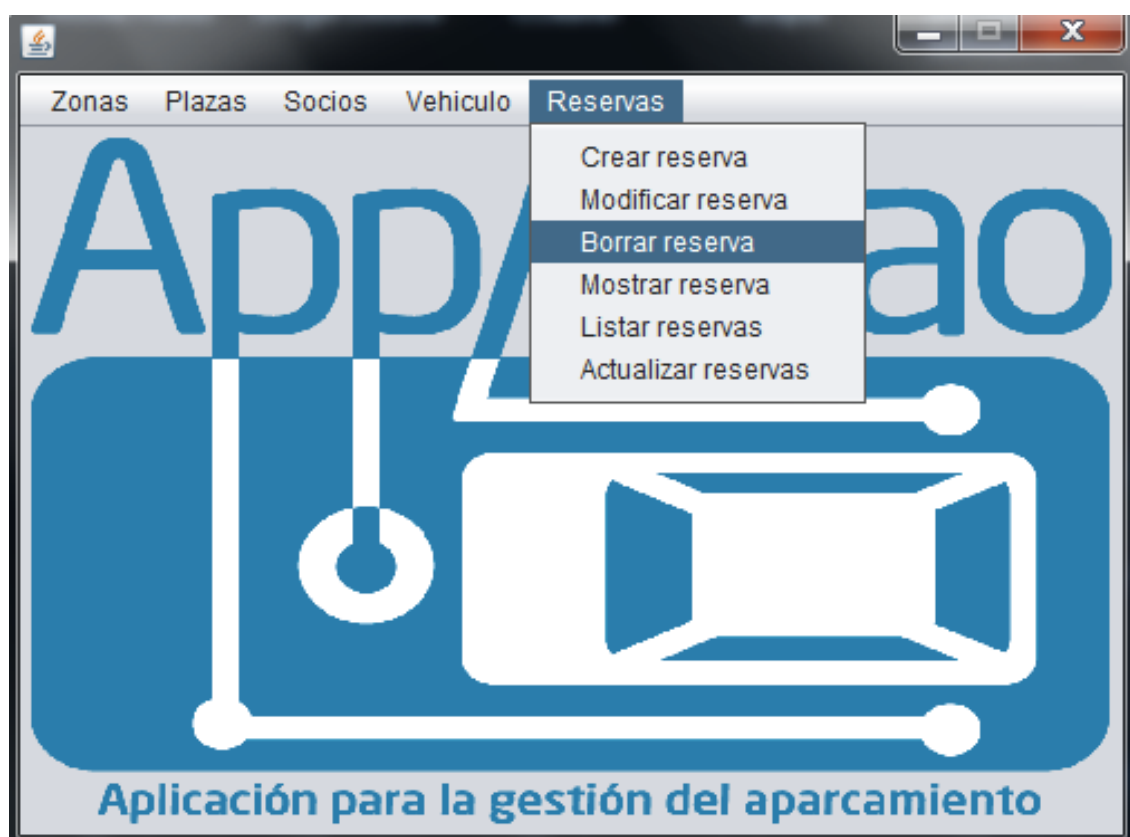 Zonas Plazas Socios Vehiculo Reservas
Crear reserva
Modificar reserva
Borrar reserva
Mostrar reserva
Listar reservas
Actualizar reservas
Aplicación para la gestión del aparcamiento